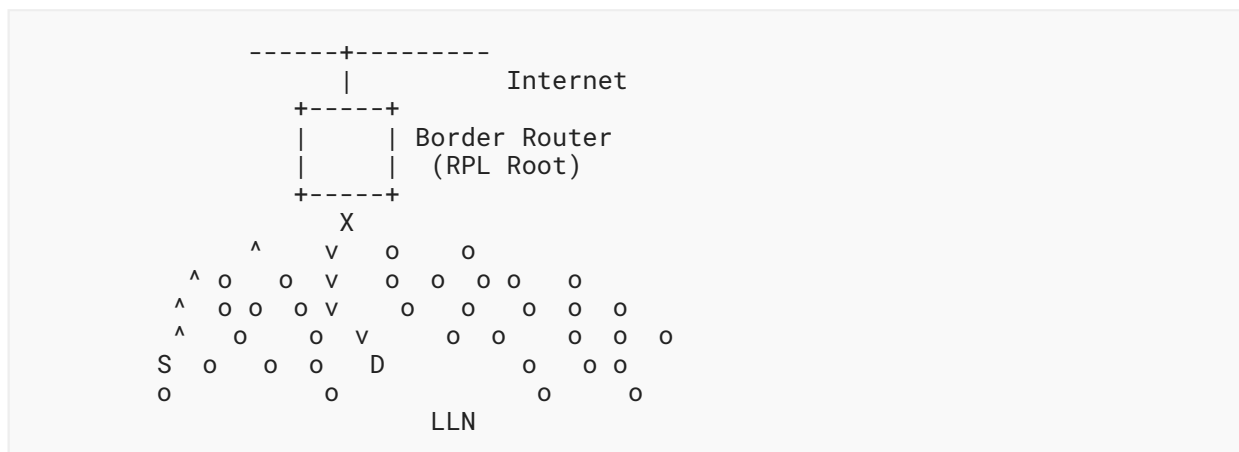 ------+---------
|          Internet
+-----+
|     | Border Router
|     |  (RPL Root)
+-----+
X
^    v   o    o
^ o   o  v   o  o  o o   o
^  o o  o v    o   o   o  o  o
^   o    o  v     o  o    o  o  o
S  o   o  o   D         o   o o
o          o             o     o
LLN